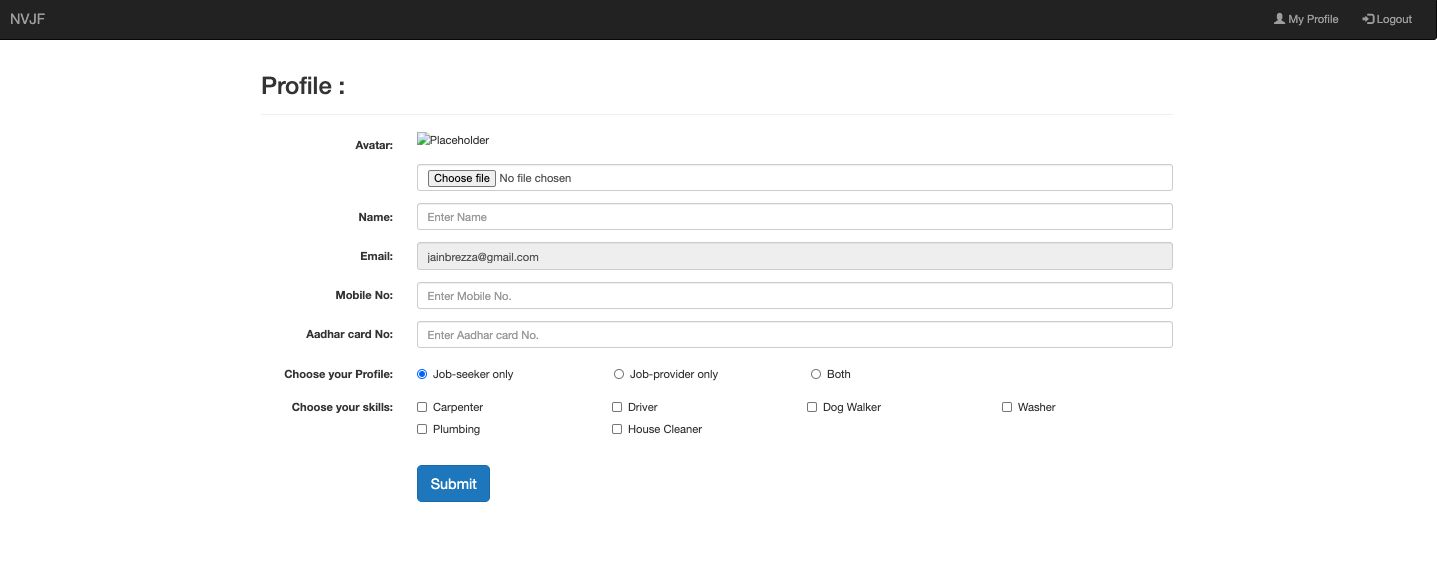 NVJF My Profile Logout
Profile :
Avatar: Placeholder
Choose file No file chosen
Name: Enter Name
Email: jainbrezza@gmail.com
Mobile No: Enter Mobile No.
Aadhar card No: Enter Aadhar card No.
Choose your Profile: Job-seeker only Job-provider only Both
Choose your skills: Carpenter Driver Dog Walker Washer
Plumbing House Cleaner
Submit